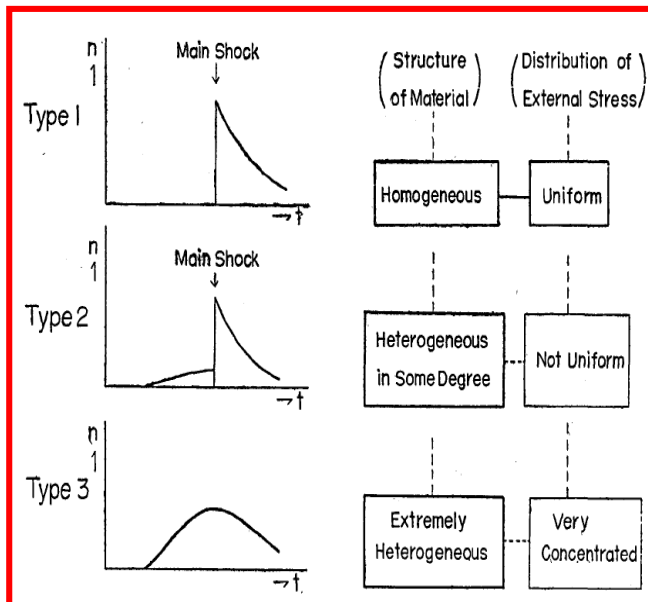 n
1
Main Shock
Type 1
→ t
(Structure
of Material)
(Distribution of
External Stress)
Homogeneous
Uniform
n
1
Main Shock
Type 2
→ t
Heterogeneous
in Some Degree
Not Uniform
n
1
Type 3
→ t
Extremely
Heterogeneous
Very
Concentrated